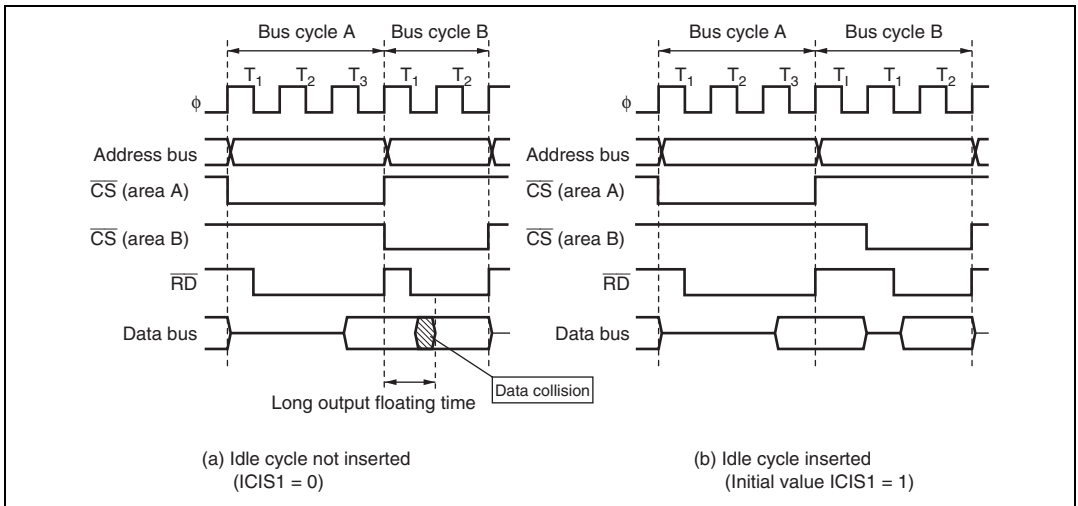 Bus cycle A Bus cycle B
T1 T2 T3 T1 T2
ϕ
Address bus
CS (area A)
CS (area B)
RD
Data bus
Data collision
Long output floating time
(a) Idle cycle not inserted
(ICIS1 = 0)
Bus cycle A Bus cycle B
T1 T2 T3 TI T1 T2
ϕ
Address bus
CS (area A)
CS (area B)
RD
Data bus
(b) Idle cycle inserted
(Initial value ICIS1 = 1)